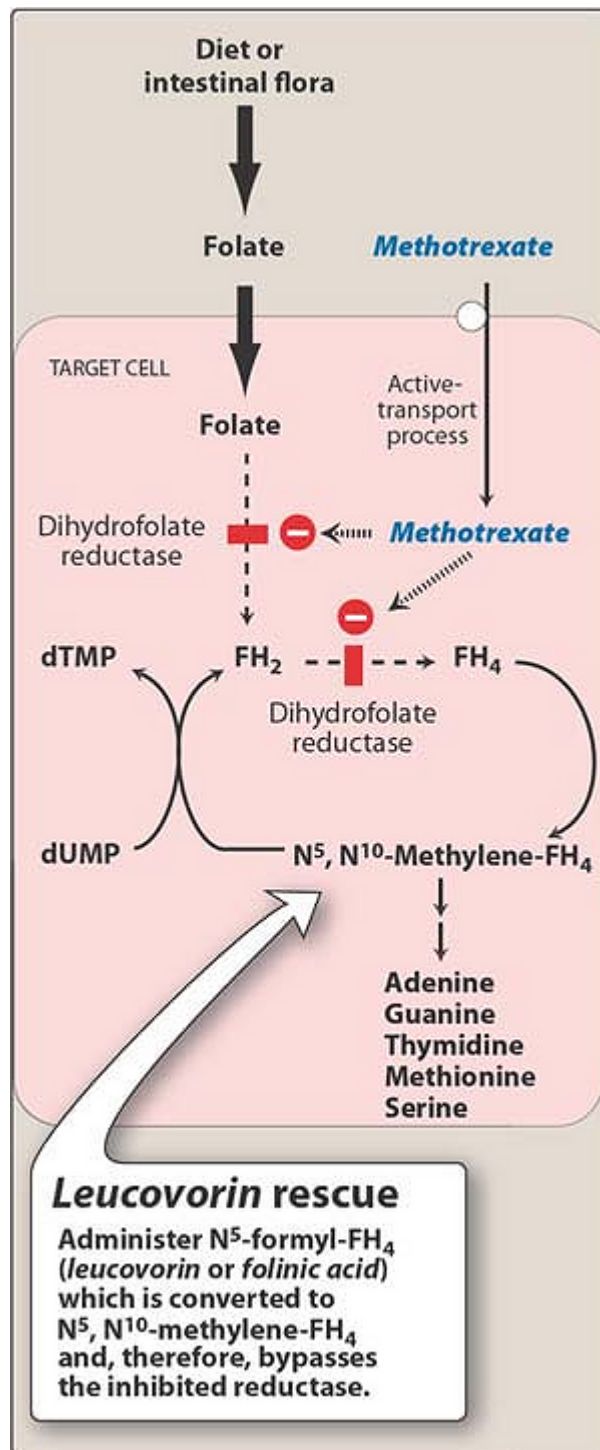 Diet or
intestinal flora
Folate
Methotrexate
TARGET CELL
Active-
transport
process
Folate
Dihydrofolate
reductase
Methotrexate
dTMP
FH₂
FH₄
Dihydrofolate
reductase
dUMP
N⁵, N¹⁰-Methylene-FH₄
Adenine
Guanine
Thymidine
Methionine
Serine
Leucovorin rescue
Administer N⁵-formyl-FH₄
(leucovorin or folinic acid)
which is converted to
N⁵, N¹⁰-methylene-FH₄
and, therefore, bypasses
the inhibited reductase.